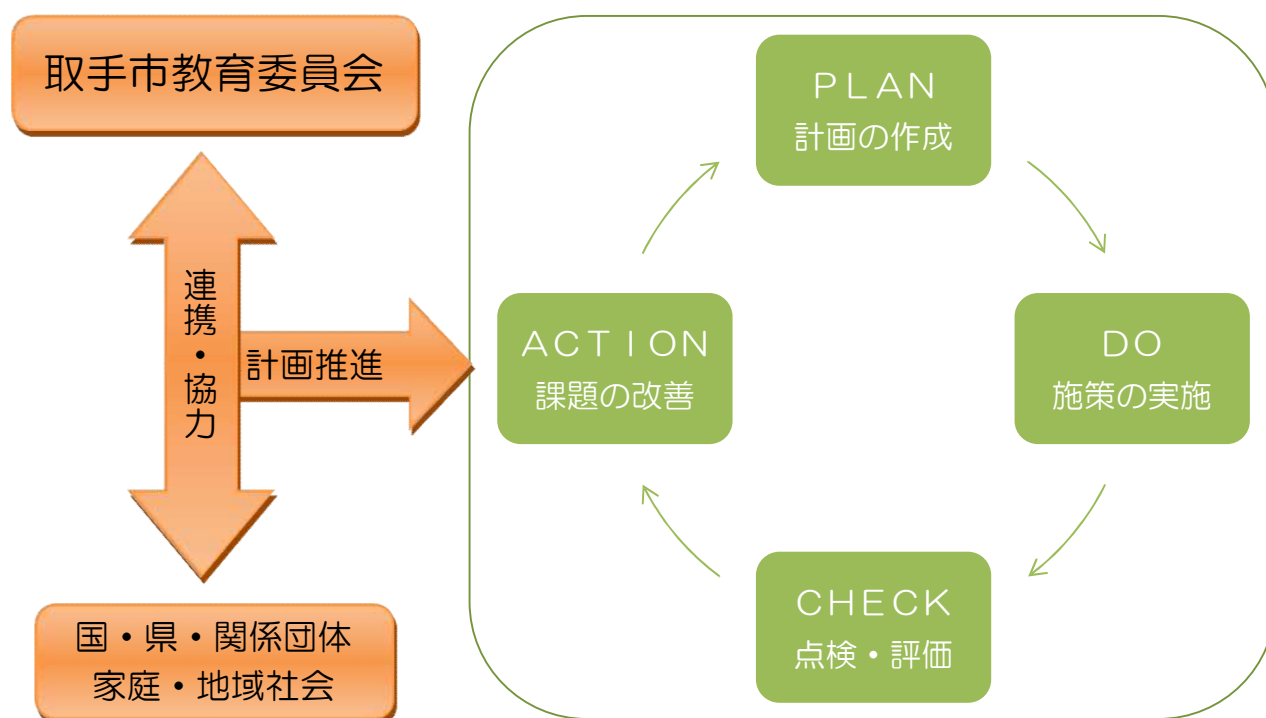 取手市教育委員会
連携・協力
計画推進
国・県・関係団体
家庭・地域社会
ＰＬＡＮ
計画の作成
ＤＯ
施策の実施
ＣＨＥＣＫ
点検・評価
ＡＣＴＩＯＮ
課題の改善